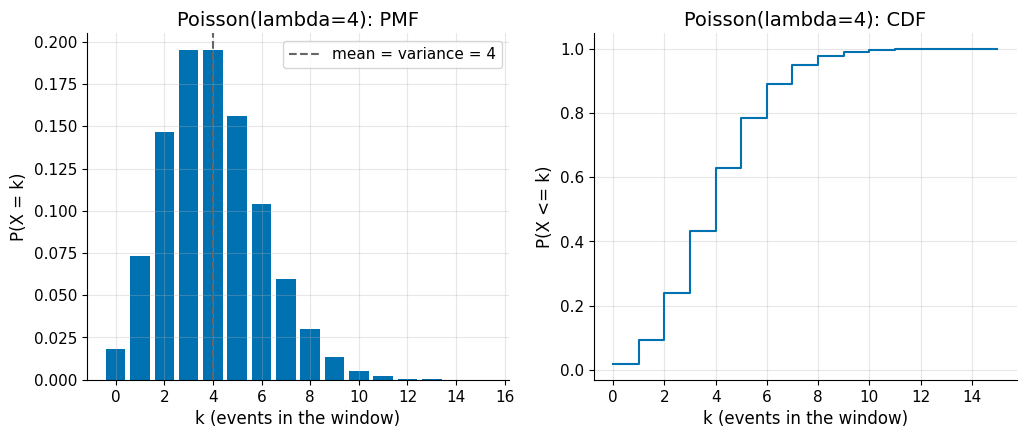 Poisson(lambda=4): PMF
mean = variance = 4
P(X = k)
0.200
0.175
0.150
0.125
0.100
0.075
0.050
0.025
0.000
0 2 4 6 8 10 12 14 16
k (events in the window)
Poisson(lambda=4): CDF
P(X <= k)
1.0
0.8
0.6
0.4
0.2
0.0
0 2 4 6 8 10 12 14
k (events in the window)